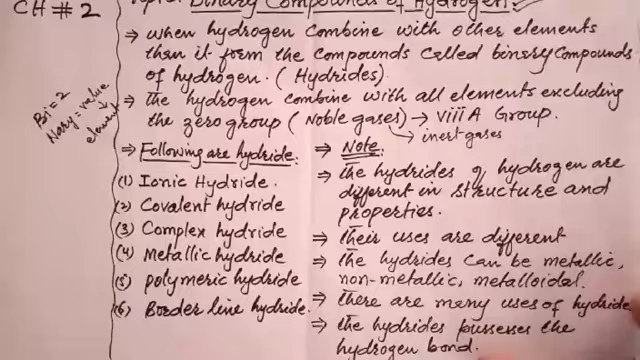 CH # 2
Topic: Binary Compounds of Hydrogen:
⇒ when hydrogen combine with other elements
than it form the compounds called binary compounds
of hydrogen. (Hydrides).
⇒ the hydrogen combine with all elements excluding
the zero group (Noble gases) → VIII A Group.
→ inert gases
Bi = 2
Nary = value
element
⇒ Following are hydride:
(1) Ionic Hydride.
(2) Covalent hydride
(3) Complex hydride
(4) Metallic hydride
(5) polymeric hydride
(6) Border line hydride.
⇒ Note:
⇒ the hydrides of hydrogen are
different in structure and
properties.
⇒ their uses are different
⇒ the hydrides can be metallic,
non-metallic, metalloidal.
⇒ there are many uses of hydride
⇒ the hydrides possesses the
hydrogen bond.